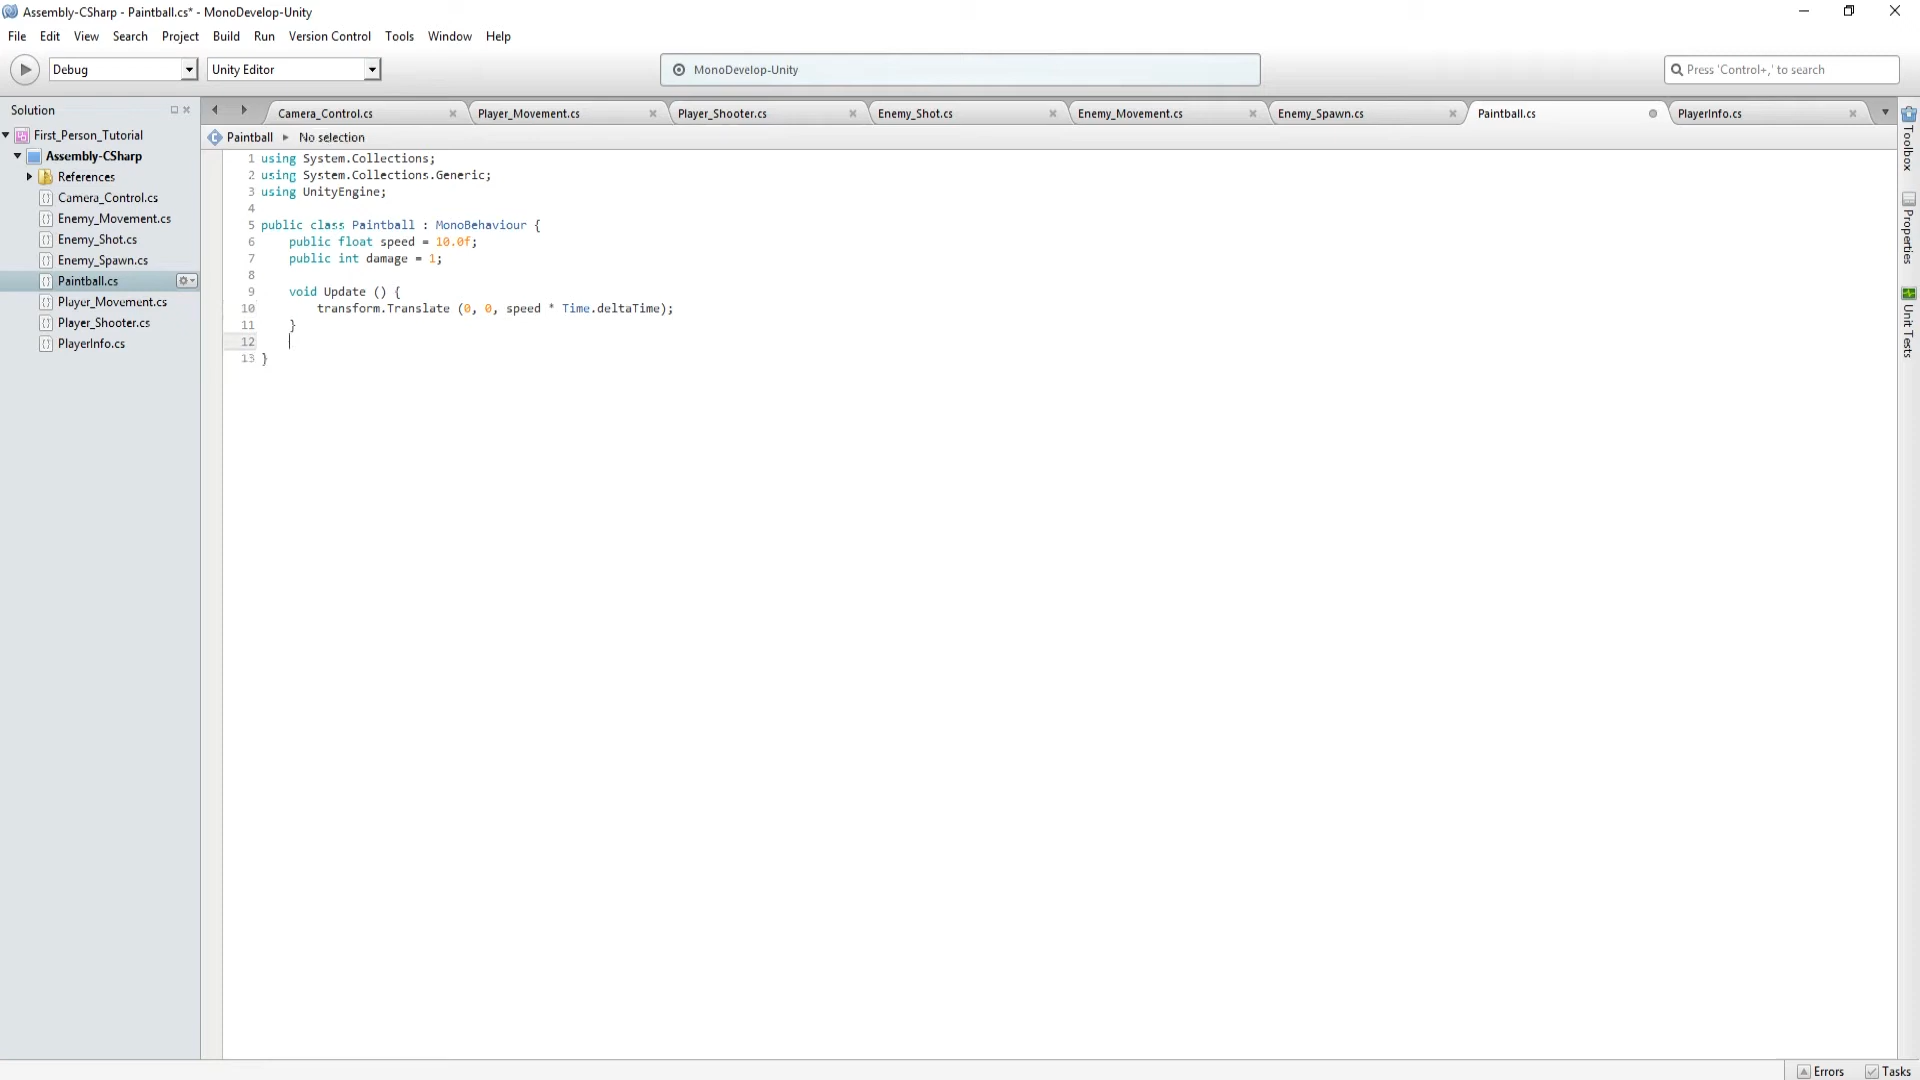 Assembly-CSharp - Paintball.cs* - MonoDevelop-Unity
File Edit View Search Project Build Run Version Control Tools Window Help
Debug Unity Editor MonoDevelop-Unity Press 'Control+,' to search
Solution
First_Person_Tutorial
Assembly-CSharp
References
Camera_Control.cs
Enemy_Movement.cs
Enemy_Shot.cs
Enemy_Spawn.cs
Paintball.cs
Player_Movement.cs
Player_Shooter.cs
PlayerInfo.cs
Camera_Control.cs Player_Movement.cs Player_Shooter.cs Enemy_Shot.cs Enemy_Movement.cs Enemy_Spawn.cs Paintball.cs PlayerInfo.cs
Paintball No selection
1 using System.Collections;
2 using System.Collections.Generic;
3 using UnityEngine;
4
5 public class Paintball : MonoBehaviour {
6 public float speed = 10.0f;
7 public int damage = 1;
8
9 void Update () {
10 transform.Translate (0, 0, speed * Time.deltaTime);
11 }
12
13 }
Toolbox
Properties
Unit Tests
Errors Tasks